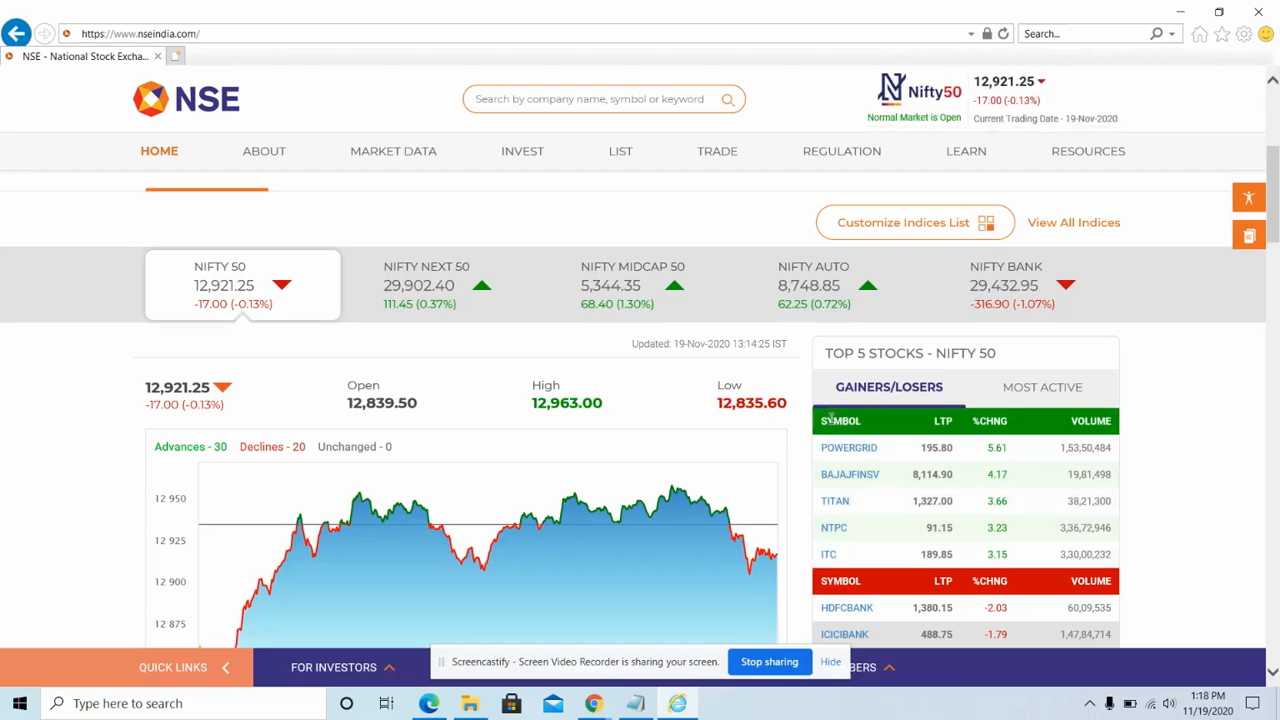 https://www.nseindia.com/
Search...
NSE - National Stock Excha...
NSE
Search by company name, symbol or keyword
Nifty50
Normal Market is Open
12,921.25
-17.00 (-0.13%)
Current Trading Date - 19-Nov-2020
HOME ABOUT MARKET DATA INVEST LIST TRADE REGULATION LEARN RESOURCES
Customize Indices List View All Indices
NIFTY 50 NIFTY NEXT 50 NIFTY MIDCAP 50 NIFTY AUTO NIFTY BANK
12,921.25 29,902.40 5,344.35 8,748.85 29,432.95
-17.00 (-0.13%) 111.45 (0.37%) 68.40 (1.30%) 62.25 (0.72%) -316.90 (-1.07%)
Updated: 19-Nov-2020 13:14:25 IST
12,921.25 Open High Low
-17.00 (-0.13%) 12,839.50 12,963.00 12,835.60
Advances - 30 Declines - 20 Unchanged - 0
12 950
12 925
12 900
12 875
TOP 5 STOCKS - NIFTY 50
GAINERS/LOSERS MOST ACTIVE
SYMBOL LTP %CHNG VOLUME
POWERGRID 195.80 5.61 1,53,50,484
BAJAJFINSV 8,114.90 4.17 19,81,498
TITAN 1,327.00 3.66 38,21,300
NTPC 91.15 3.23 3,36,72,946
ITC 189.85 3.15 3,30,00,232
SYMBOL LTP %CHNG VOLUME
HDFCBANK 1,380.15 -2.03 60,09,535
ICICIBANK 488.75 -1.79 1,47,84,714
QUICK LINKS FOR INVESTORS BERS
Screencastify - Screen Video Recorder is sharing your screen. Stop sharing Hide
Type here to search
1:18 PM
11/19/2020